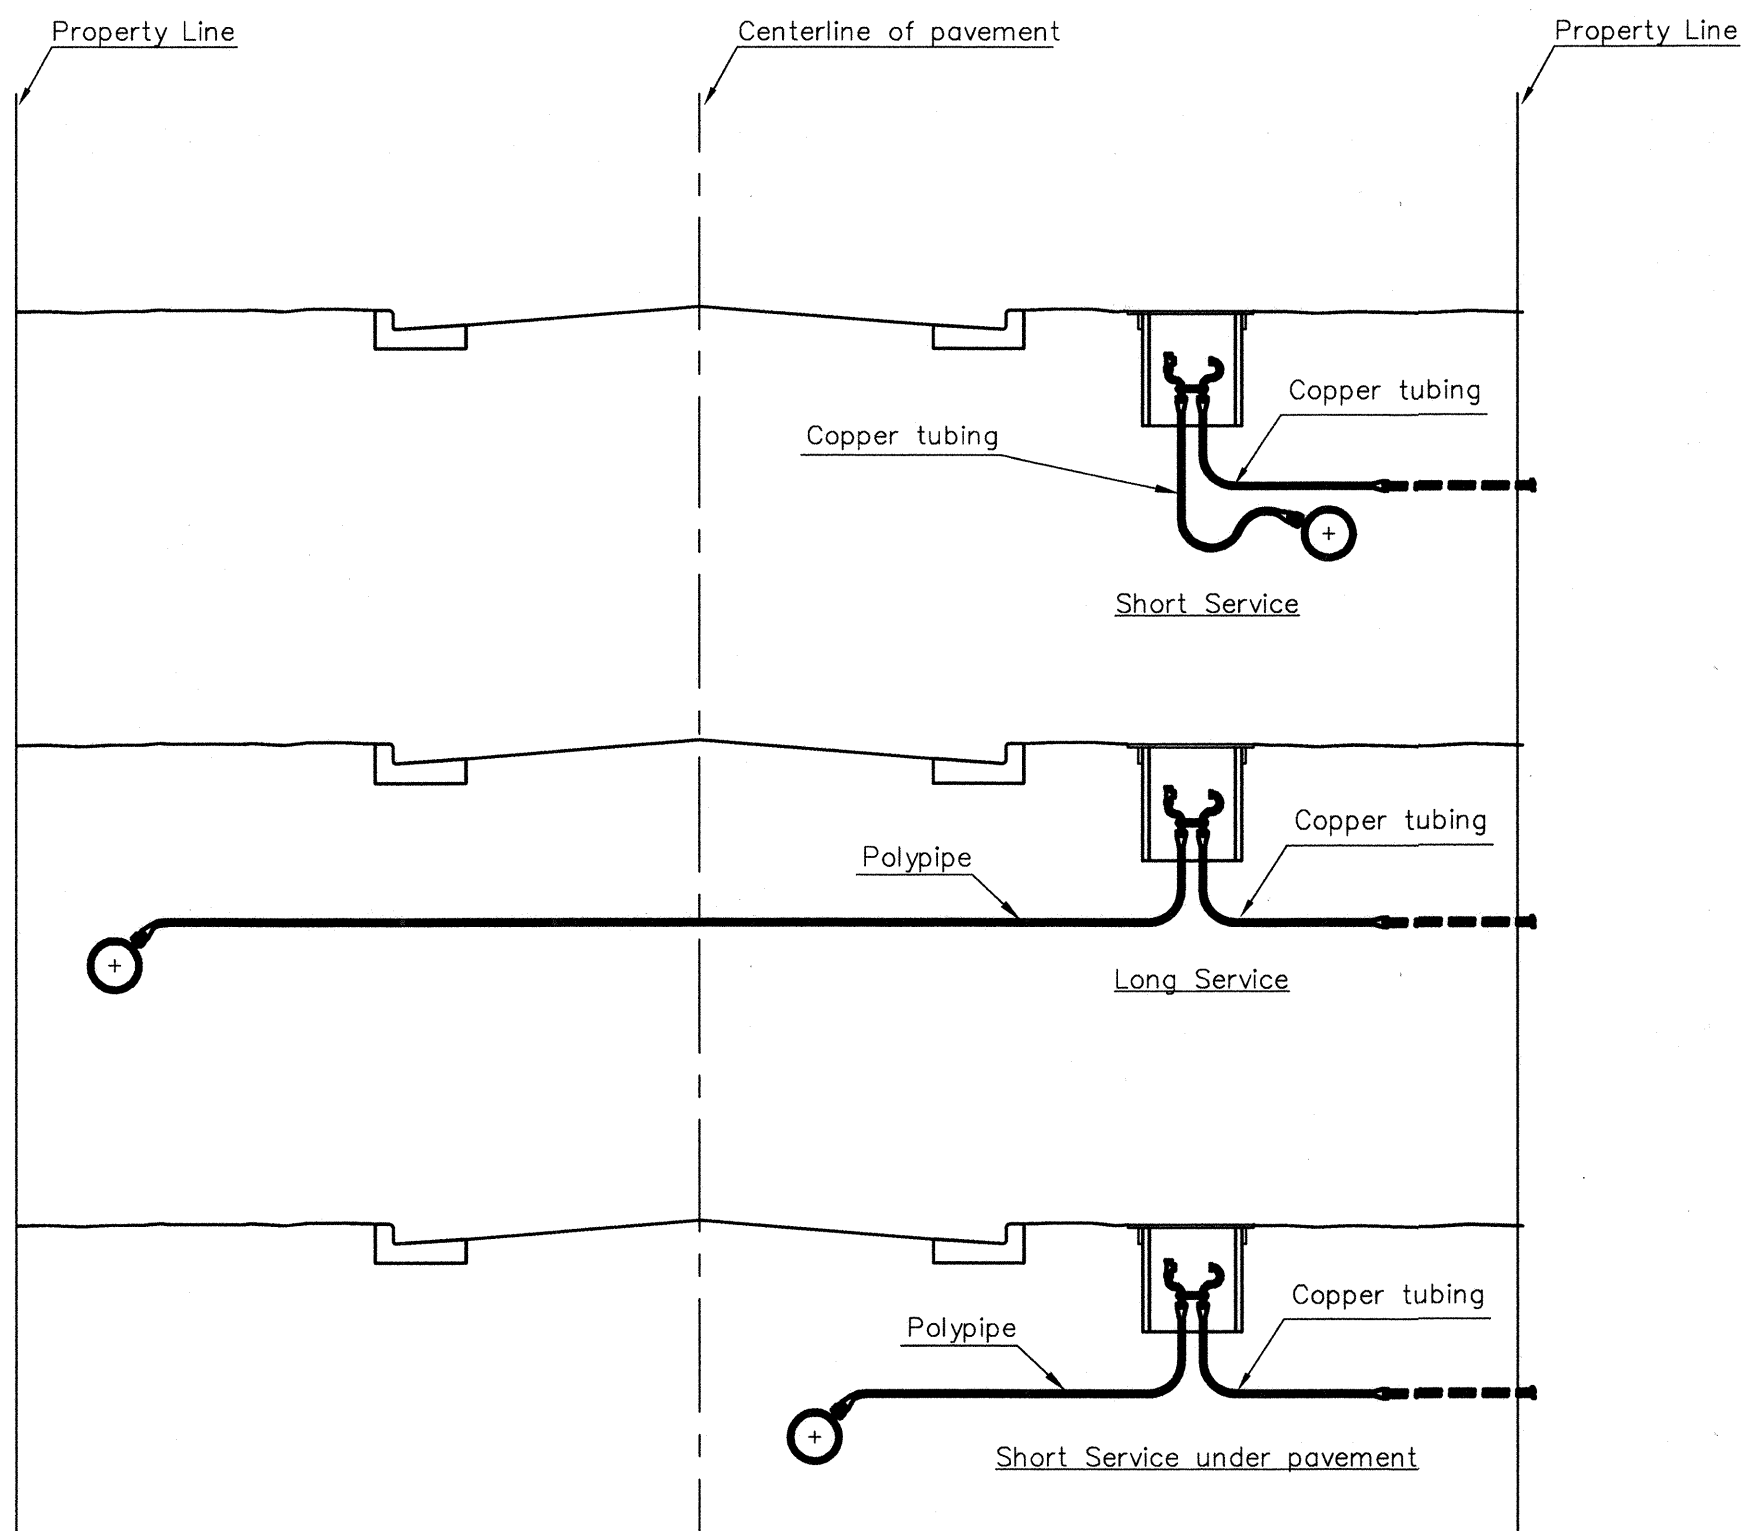 Property Line
Centerline of pavement
Property Line
Copper tubing
Copper tubing
Short Service
Copper tubing
Polypipe
Long Service
Copper tubing
Polypipe
Short Service under pavement